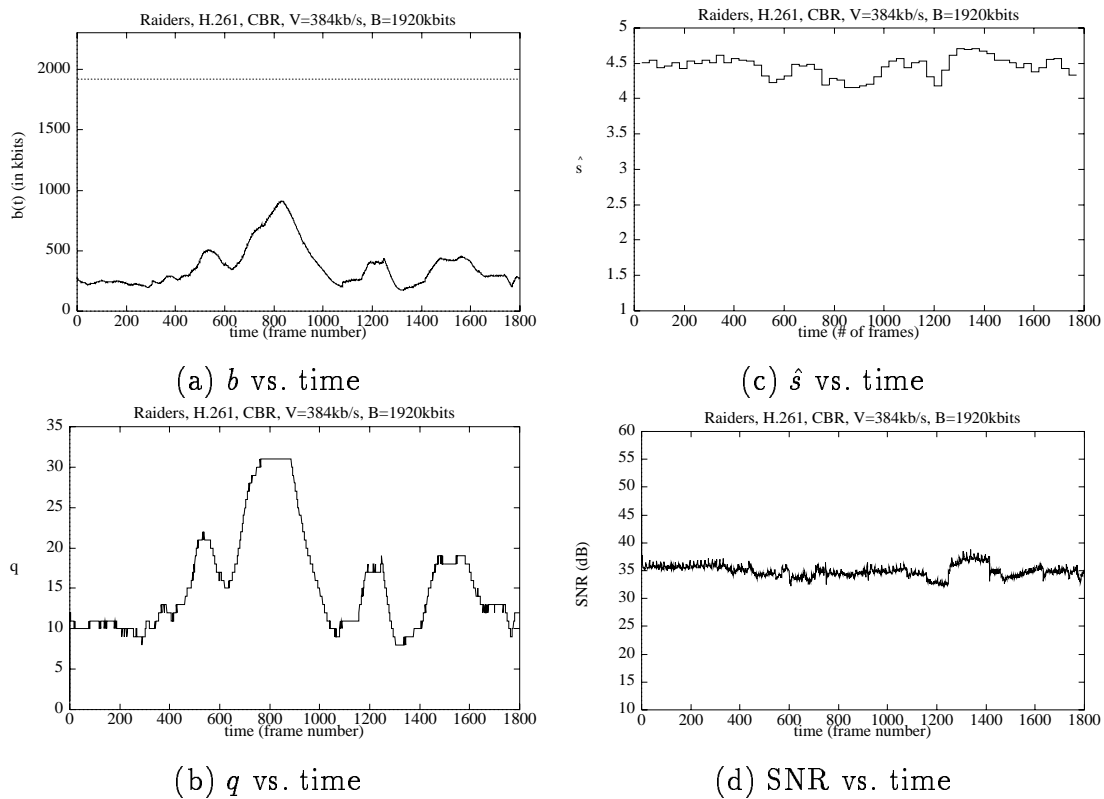 Raiders, H.261, CBR, V=384kb/s, B=1920kbits
2000
1500
1000
500
0
b(t) (in kbits)
0 200 400 600 800 1000 1200 1400 1600 1800
time (frame number)
(a) b vs. time
Raiders, H.261, CBR, V=384kb/s, B=1920kbits
5
4.5
4
3.5
3
2.5
2
1.5
1
ŝ
0 200 400 600 800 1000 1200 1400 1600 1800
time (# of frames)
(c) ŝ vs. time
Raiders, H.261, CBR, V=384kb/s, B=1920kbits
35
30
25
20
15
10
5
0
q
0 200 400 600 800 1000 1200 1400 1600 1800
time (frame number)
(b) q vs. time
Raiders, H.261, CBR, V=384kb/s, B=1920kbits
60
55
50
45
40
35
30
25
20
15
10
SNR (dB)
0 200 400 600 800 1000 1200 1400 1600 1800
time (frame number)
(d) SNR vs. time